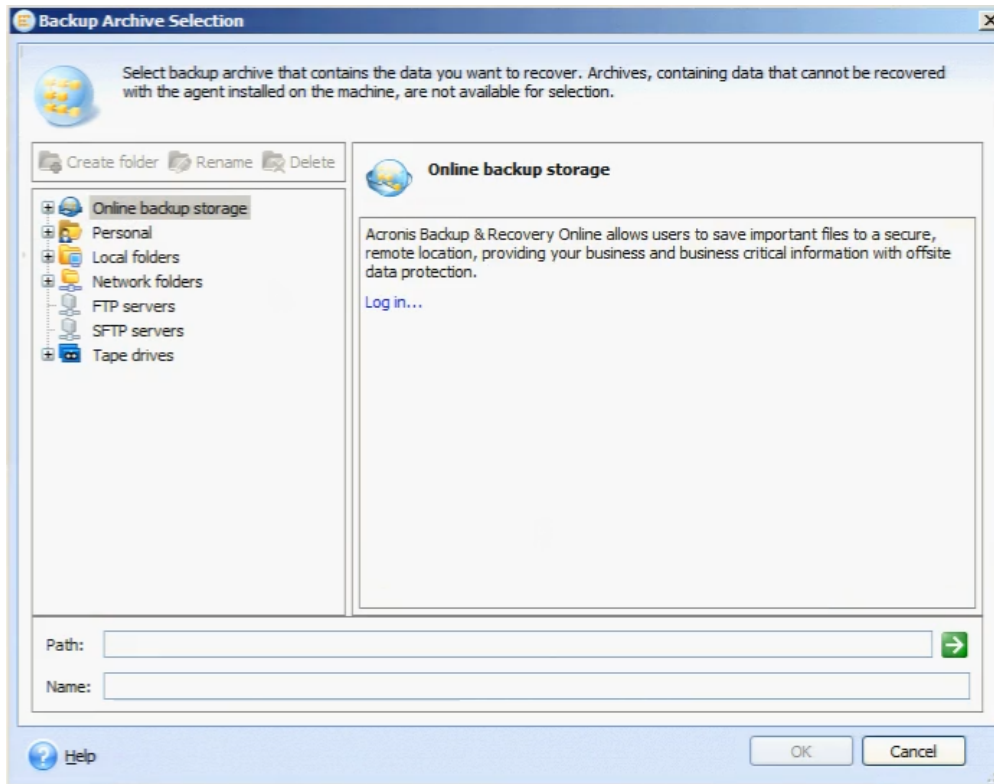 Backup Archive Selection
Select backup archive that contains the data you want to recover. Archives, containing data that cannot be recovered
with the agent installed on the machine, are not available for selection.
Create folder Rename Delete
Online backup storage
Personal
Local folders
Network folders
FTP servers
SFTP servers
Tape drives
Online backup storage
Acronis Backup & Recovery Online allows users to save important files to a secure,
remote location, providing your business and business critical information with offsite
data protection.
Log in...
Path:
Name:
Help
OK
Cancel